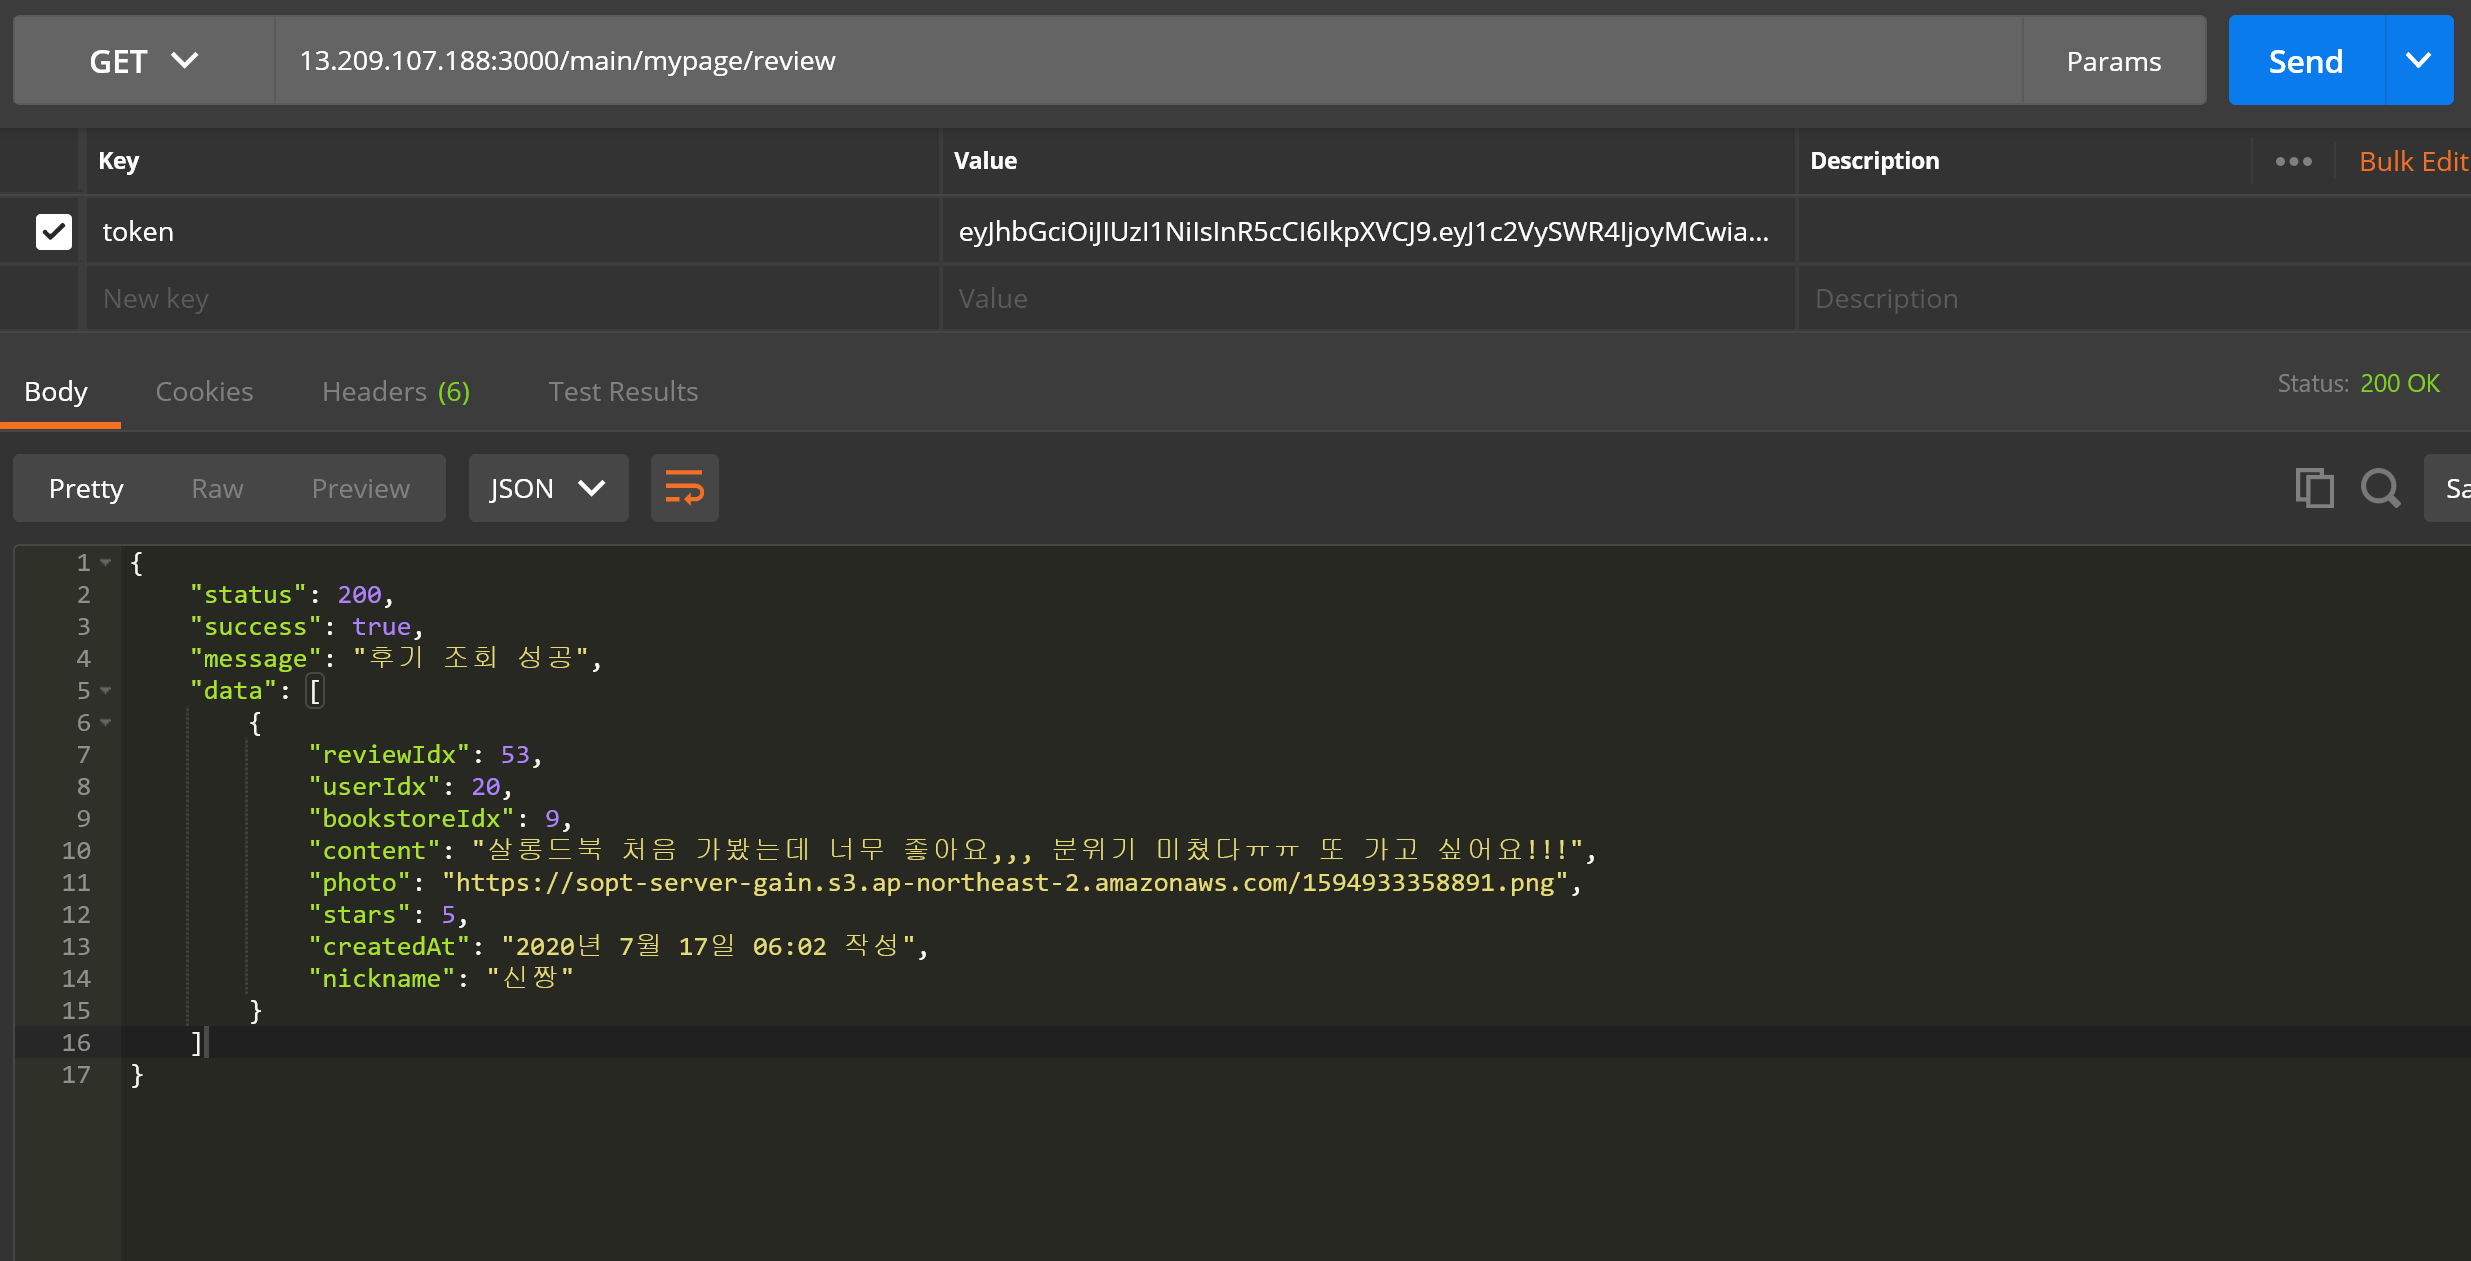 GET 13.209.107.188:3000/main/mypage/review Params Send
Key Value Description Bulk Edit
token eyJhbGciOiJIUzI1NiIsInR5cCI6IkpXVCJ9.eyJ1c2VySWR4IjoyMCwia...
New key Value Description
Body Cookies Headers (6) Test Results Status: 200 OK
Pretty Raw Preview JSON Sa
1 {
2 "status": 200,
3 "success": true,
4 "message": "후기 조회 성공",
5 "data": [
6 {
7 "reviewIdx": 53,
8 "userIdx": 20,
9 "bookstoreIdx": 9,
10 "content": "살롱드북 처음 가봤는데 너무 좋아요,,, 분위기 미쳤다ㅠㅠ 또 가고 싶어요!!!",
11 "photo": "https://sopt-server-gain.s3.ap-northeast-2.amazonaws.com/1594933358891.png",
12 "stars": 5,
13 "createdAt": "2020년 7월 17일 06:02 작성",
14 "nickname": "신짱"
15 }
16 ]
17 }